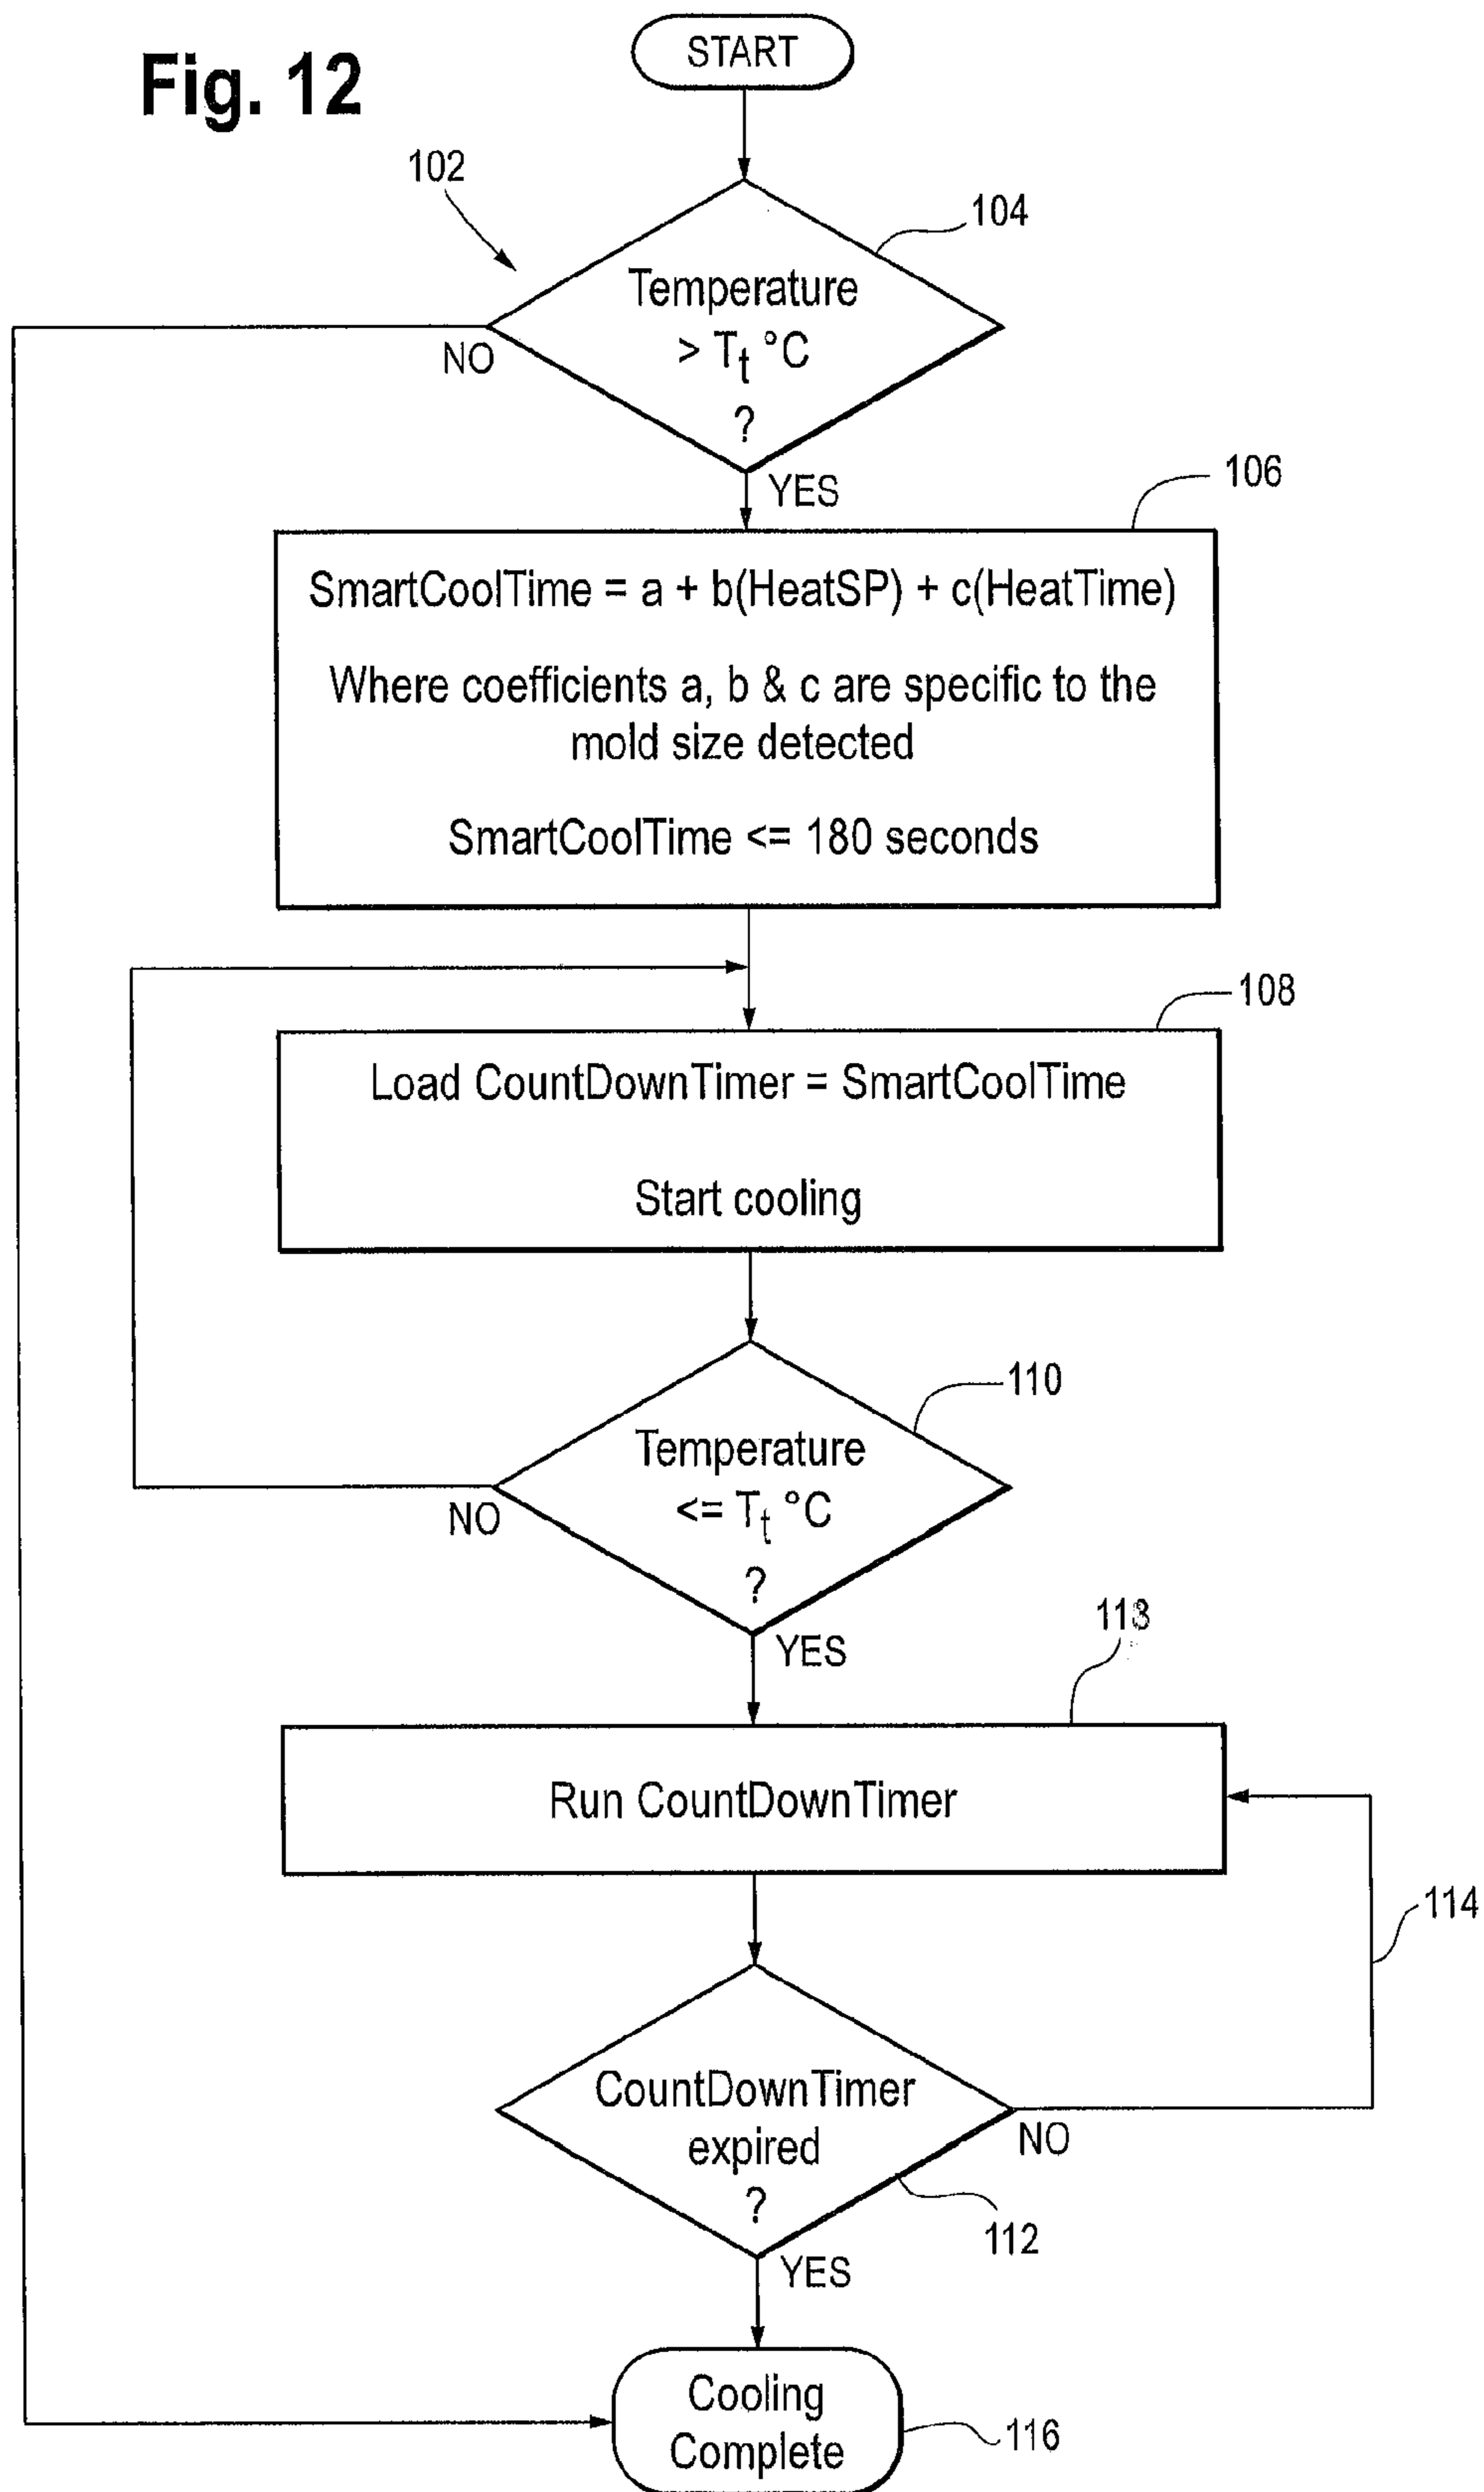 Fig. 12
START
102
104
Temperature
> Tt °C
?
NO
YES
106
SmartCoolTime = a + b(HeatSP) + c(HeatTime)
Where coefficients a, b & c are specific to the
mold size detected
SmartCoolTime <= 180 seconds
108
Load CountDownTimer = SmartCoolTime
Start cooling
110
Temperature
<= Tt °C
?
NO
YES
113
Run CountDownTimer
114
CountDownTimer
expired
?
NO
112
YES
Cooling
Complete
116